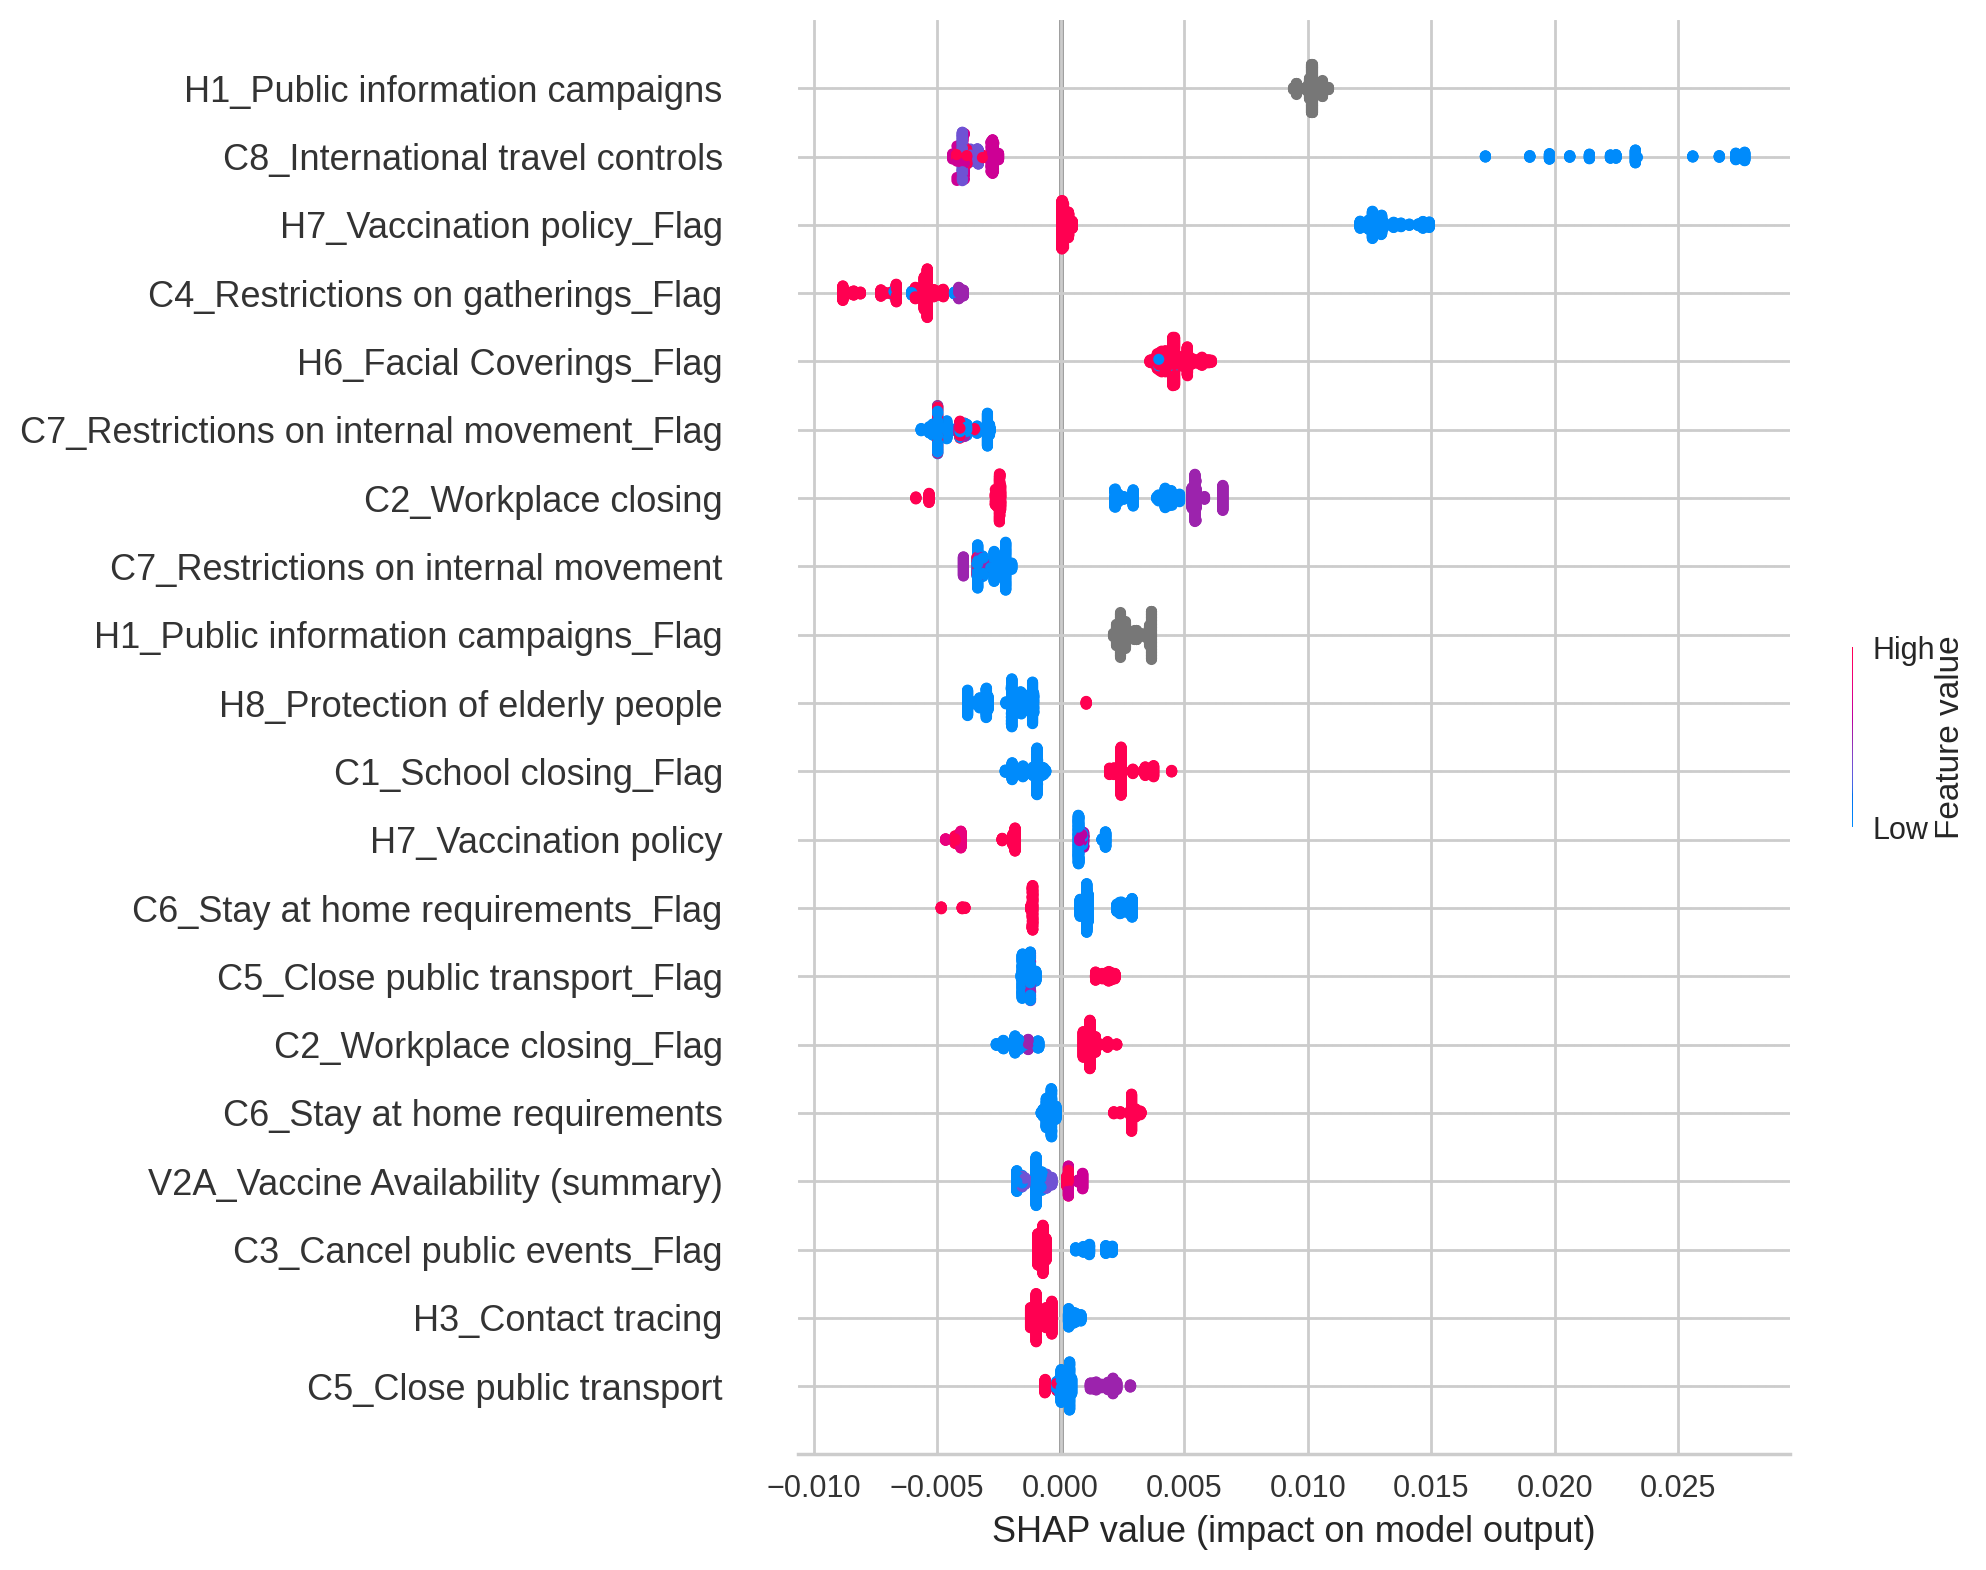 H1_Public information campaigns
C8_International travel controls
H7_Vaccination policy_Flag
C4_Restrictions on gatherings_Flag
H6_Facial Coverings_Flag
C7_Restrictions on internal movement_Flag
C2_Workplace closing
C7_Restrictions on internal movement
H1_Public information campaigns_Flag
H8_Protection of elderly people
C1_School closing_Flag
H7_Vaccination policy
C6_Stay at home requirements_Flag
C5_Close public transport_Flag
C2_Workplace closing_Flag
C6_Stay at home requirements
V2A_Vaccine Availability (summary)
C3_Cancel public events_Flag
H3_Contact tracing
C5_Close public transport
−0.010 −0.005 0.000 0.005 0.010 0.015 0.020 0.025
SHAP value (impact on model output)
High
Low
Feature value